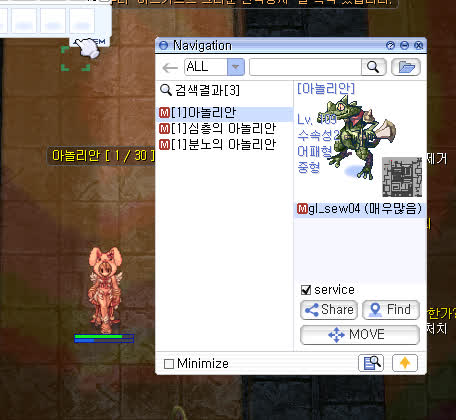 Navigation
ALL
검색결과[3]
[1]아놀리안
[1]심층의 아놀리안
[1]분노의 아놀리안
[아놀리안]
Lv.
수속성
어패형
중형
gl_sew04 (매우많음)
service
Share
Find
MOVE
Minimize
아놀리안 [ 1 / 30 ]
제거
한가?
처치